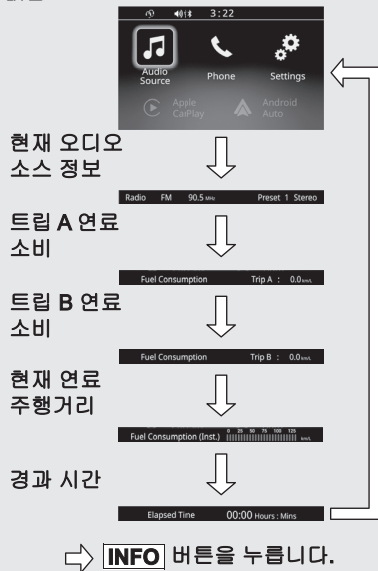 3:22
Audio
Source
Phone
Settings
Apple
CarPlay
Android
Auto
현재 오디오
소스 정보
Radio FM 90.5 MHz Preset 1 Stereo
트립 A 연료
소비
Fuel Consumption Trip A : 0.0 km/L
트립 B 연료
소비
Fuel Consumption Trip B : 0.0 km/L
현재 연료
주행거리
0 25 50 75 100 125
Fuel Consumption (Inst.) km/L
경과 시간
Elapsed Time 00:00 Hours : Mins
INFO 버튼을 누릅니다.